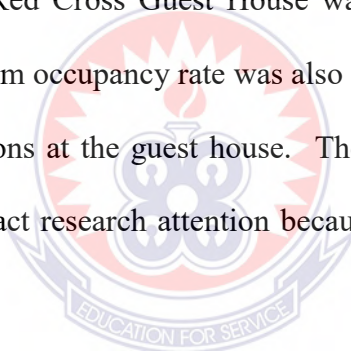 Red Cross Guest House wa
m occupancy rate was also
ons at the guest house. Th
act research attention becau
EDUCATION FOR SERVICE